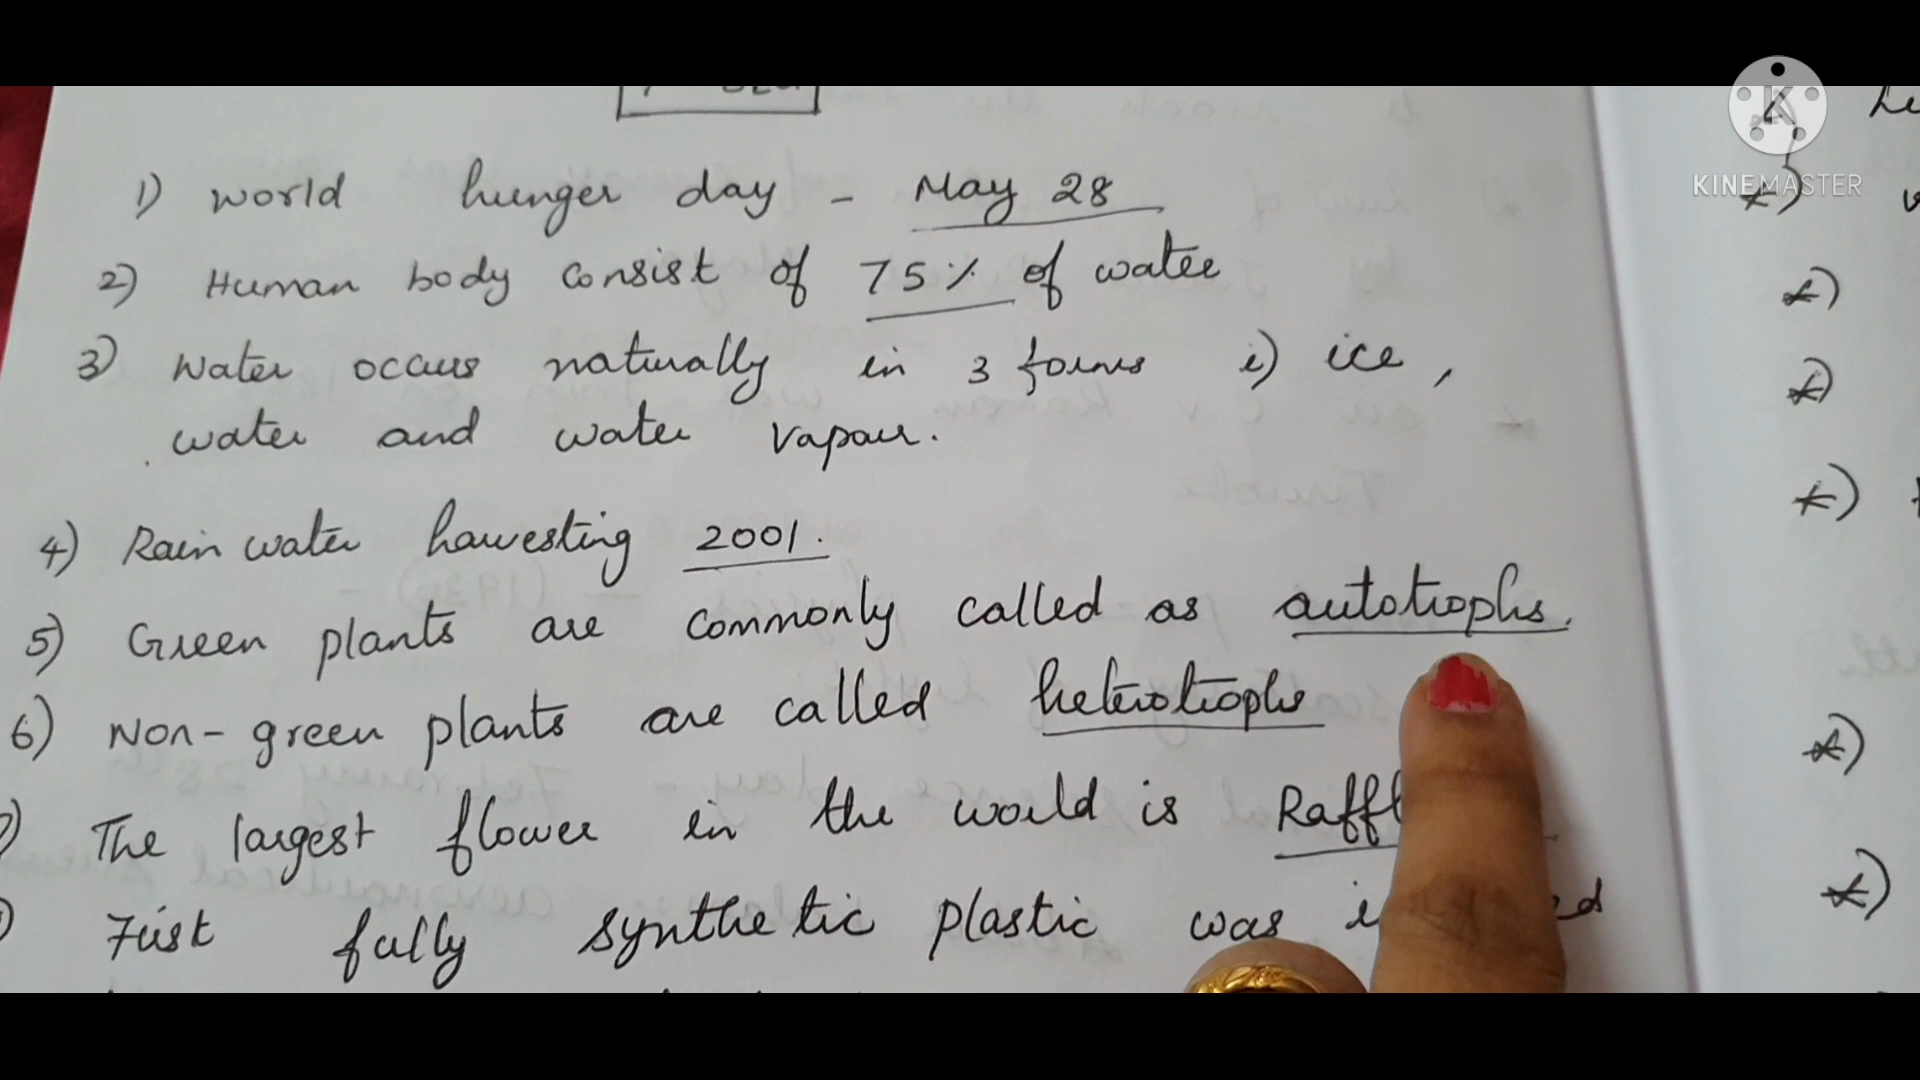 1) World hunger day - May 28
2) Human body consist of 75% of water
3) Water occurs naturally in 3 forms i) ice,
water and water vapour.
4) Rain water harvesting 2001.
5) Green plants are commonly called as autotrophs.
6) Non-green plants are called heterotrophs
The largest flower in the world is
First fully synthetic plastic was
KINEMASTER